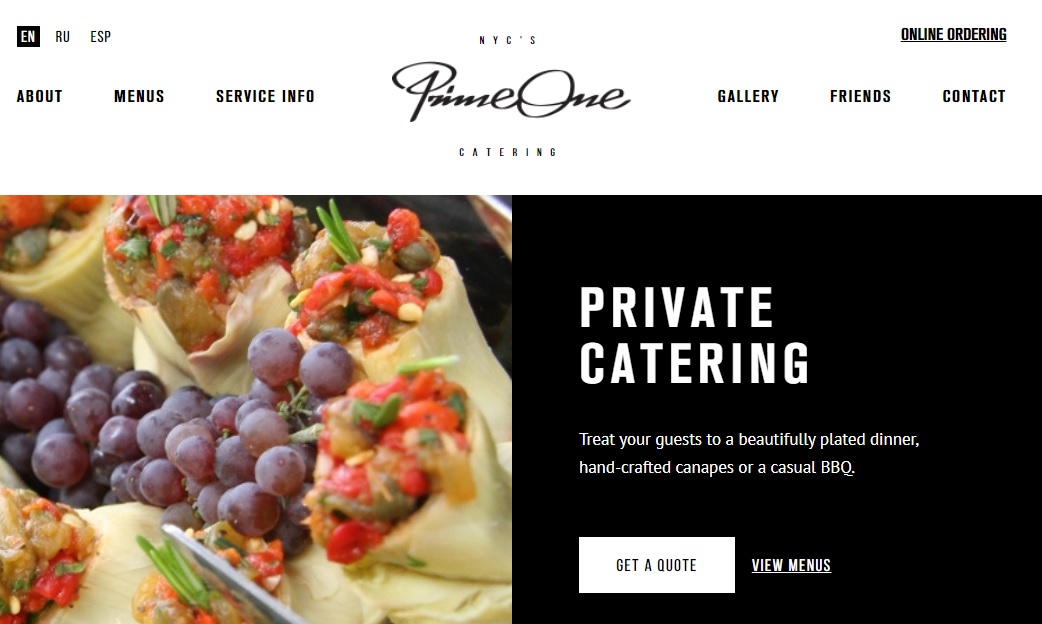 EN RU ESP
ONLINE ORDERING
NYC'S
ABOUT MENUS SERVICE INFO
PrimeOne
GALLERY FRIENDS CONTACT
CATERING
PRIVATE
CATERING
Treat your guests to a beautifully plated dinner,
hand-crafted canapes or a casual BBQ.
GET A QUOTE
VIEW MENUS